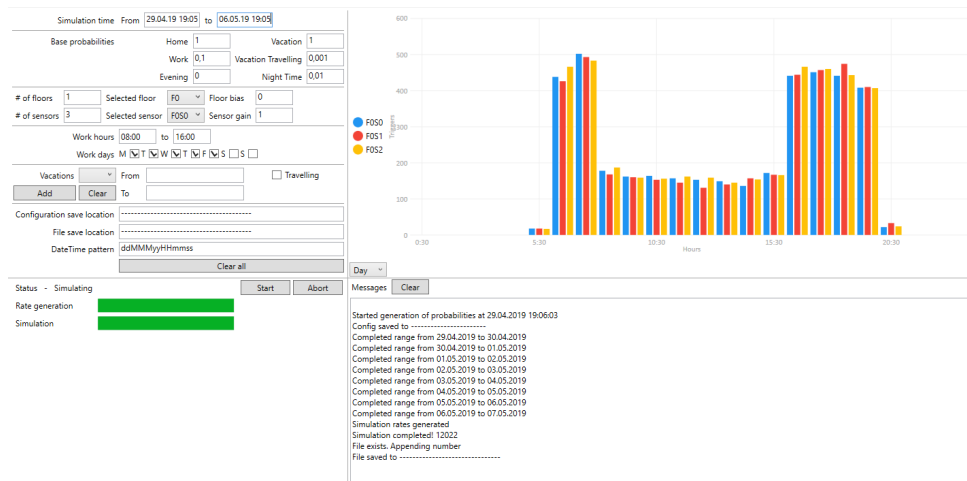 Simulation time From 29.04.19 19:05 to 06.05.19 19:05
Base probabilities Home 1 Vacation 1
Work 0,1 Vacation Travelling 0,001
Evening 0 Night Time 0,01
# of floors 1 Selected floor F0 Floor bias 0
# of sensors 3 Selected sensor F0S0 Sensor gain 1
Work hours 08:00 to 16:00
Work days M T W T F S S
Vacations From Travelling
Add Clear To
Configuration save location ----------------------------------------
File save location ----------------------------------------
DateTime pattern ddMMMyyHHmmss
Clear all
Status - Simulating Start Abort
Rate generation
Simulation
F0S0
F0S1
F0S2
Triggers
600
500
400
300
200
100
0
0:30 5:30 10:30 15:30 20:30
Hours
Day
Messages Clear
Started generation of probabilities at 29.04.2019 19:06:03
Config saved to -----------------------
Completed range from 29.04.2019 to 30.04.2019
Completed range from 30.04.2019 to 01.05.2019
Completed range from 01.05.2019 to 02.05.2019
Completed range from 02.05.2019 to 03.05.2019
Completed range from 03.05.2019 to 04.05.2019
Completed range from 04.05.2019 to 05.05.2019
Completed range from 05.05.2019 to 06.05.2019
Completed range from 06.05.2019 to 07.05.2019
Simulation rates generated
Simulation completed! 12022
File exists. Appending number
File saved to -------------------------------